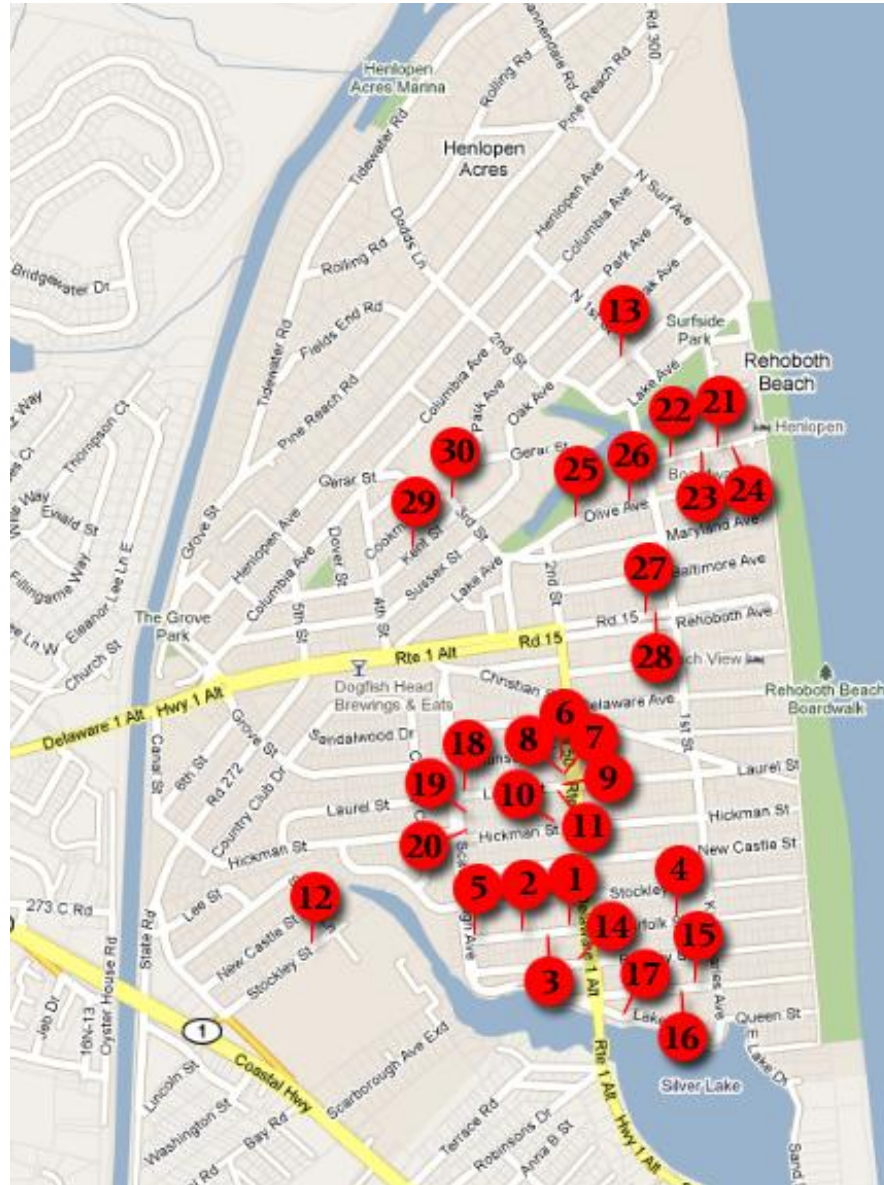 Rd 300
Rolling Rd
Pine Reach Rd
Henlopen
Acres Marina
Tidewater Rd
Henlopen
Acres
N Surf Ave
Henlopen Ave
Columbia Ave
Park Ave
Dodds Ln
Rolling Rd
Bridgewater Dr
N 1st
13
Surfside
Park
Fields End Rd
2nd St
Tidewater Rd
Lake Ave
Rehoboth
Beach
Columbia Ave
Pine Reach Rd
Park Ave
Oak Ave
22
21
Henlopen
Thompson Ct
30
Gerar St
26
25
Gerar St
29
23
24
Olive Ave
Ewald St
Grove St
3rd St
Maryland Ave
Kent St
Henlopen Ave
Dover St
Sussex St
Fillingame Way
Eleanor Lee Ln E
Columbia Ave
Lake Ave
2nd St
27
Baltimore Ave
5th St
4th St
The Grove
Park
Rd 15
Rehoboth Ave
Church St
Rte 1 Alt
Rd 15
28
Dogfish Head
Brewings & Eats
Delaware 1 Alt
Hwy 1 Alt
Rehoboth Beach
Boardwalk
6
1st St
Canal St
Grove St
Sandalwood Dr
18
8
7
6th St
Rd 272
Laurel St
19
10
9
Country Club Dr
Laurel St
Hickman St
11
Hickman St
20
Hickman St
New Castle St
Lee St
5
2
1
4
Stockley
12
273 C Rd
New Castle St
14
15
Stockley St
State Rd
3
17
Jeb Dr
16N-13
Oyster House Rd
1
Queen St
16
Scarborough Ave Exd
Coastal Hwy
Rte 1 Alt
Silver Lake
Lincoln St
Washington St
Bay Rd
Terrace Rd
Robinsons Dr
Anna B St
Hwy 1 Alt